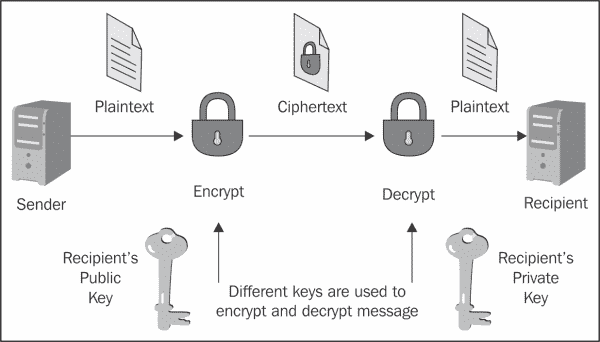 Plaintext
Ciphertext
Plaintext
Sender
Encrypt
Decrypt
Recipient
Recipient's
Public
Key
Different keys are used to
encrypt and decrypt message
Recipient's
Private
Key